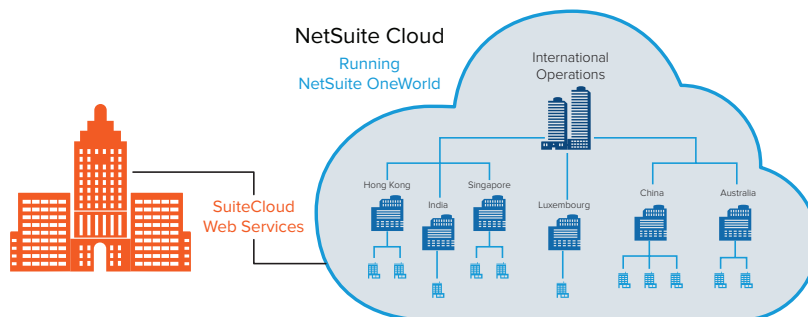 NetSuite Cloud
Running
NetSuite OneWorld
International
Operations
SuiteCloud
Web Services
Hong Kong
India
Singapore
Luxembourg
China
Australia